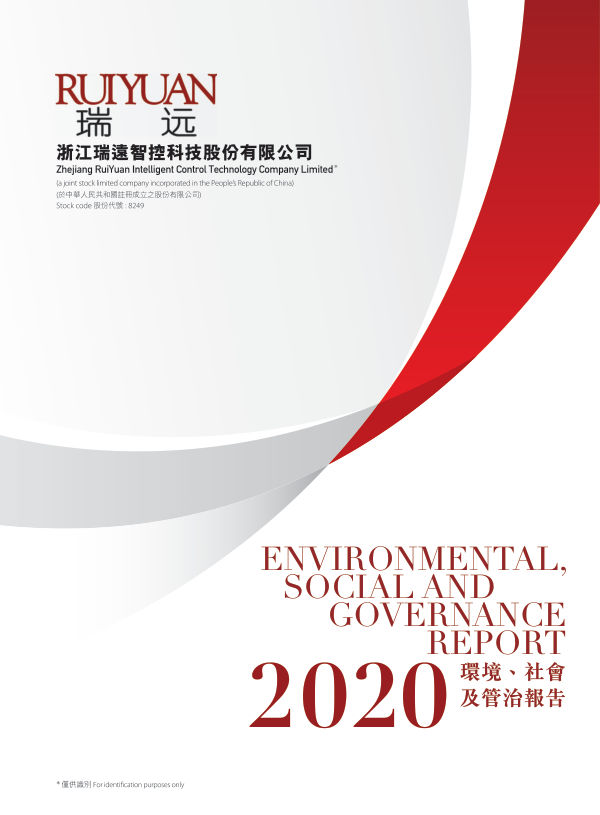 RUIYUAN
瑞 远
浙江瑞遠智控科技股份有限公司
Zhejiang RuiYuan Intelligent Control Technology Company Limited*
(a joint stock limited company incorporated in the People's Republic of China)
(於中華人民共和國註冊成立之股份有限公司)
Stock code 股份代號 : 8249
ENVIRONMENTAL,
SOCIAL AND
GOVERNANCE
REPORT
2020 環境、社會
及管治報告
* 僅供識別 For identification purposes only